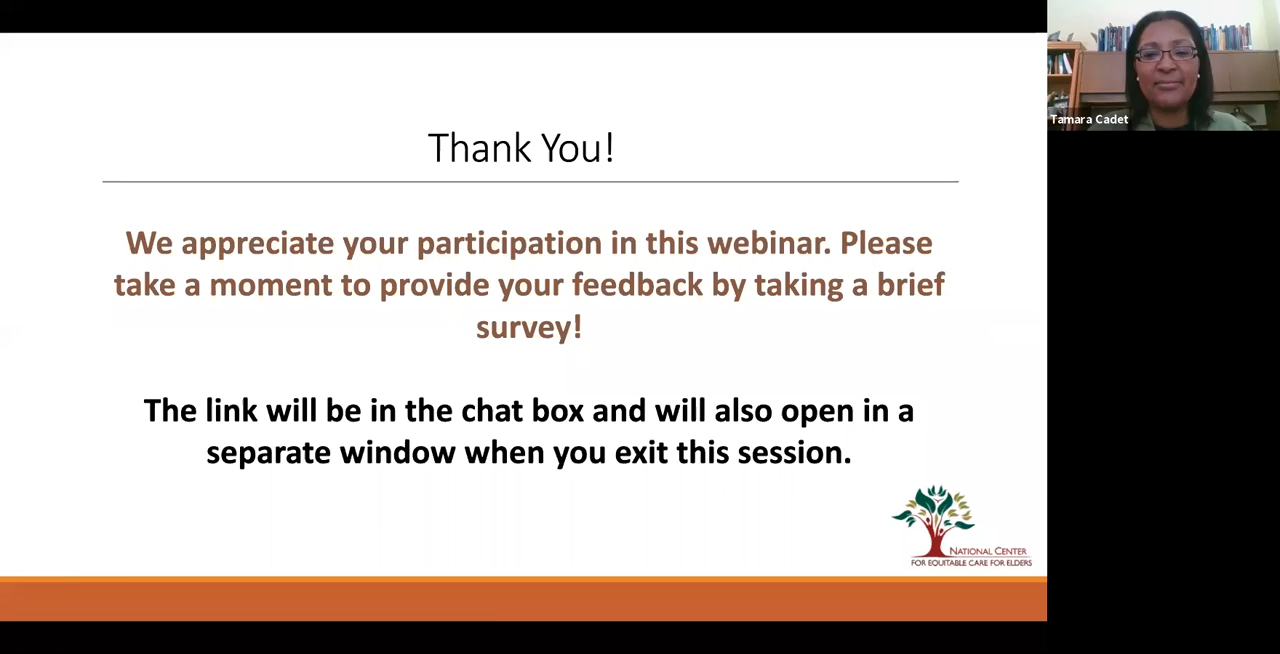 Thank You!
We appreciate your participation in this webinar. Please
take a moment to provide your feedback by taking a brief
survey!
The link will be in the chat box and will also open in a
separate window when you exit this session.
NATIONAL CENTER
FOR EQUITABLE CARE FOR ELDERS
Tamara Cadet